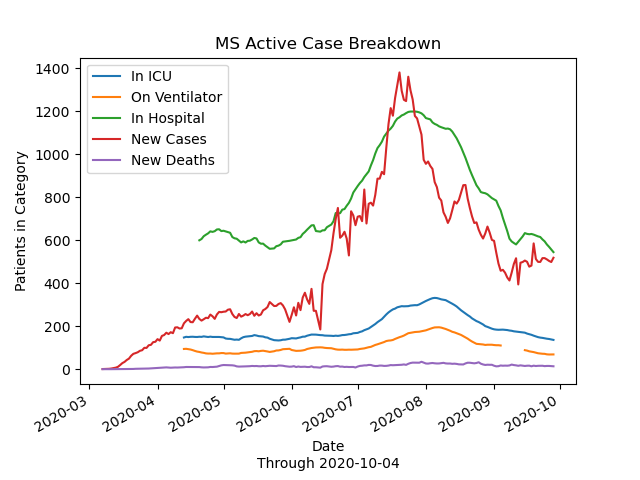 MS Active Case Breakdown
1400
1200
1000
800
600
400
200
0
Patients in Category
In ICU
On Ventilator
In Hospital
New Cases
New Deaths
2020-03
2020-04
2020-05
2020-06
2020-07
2020-08
2020-09
2020-10
Date
Through 2020-10-04